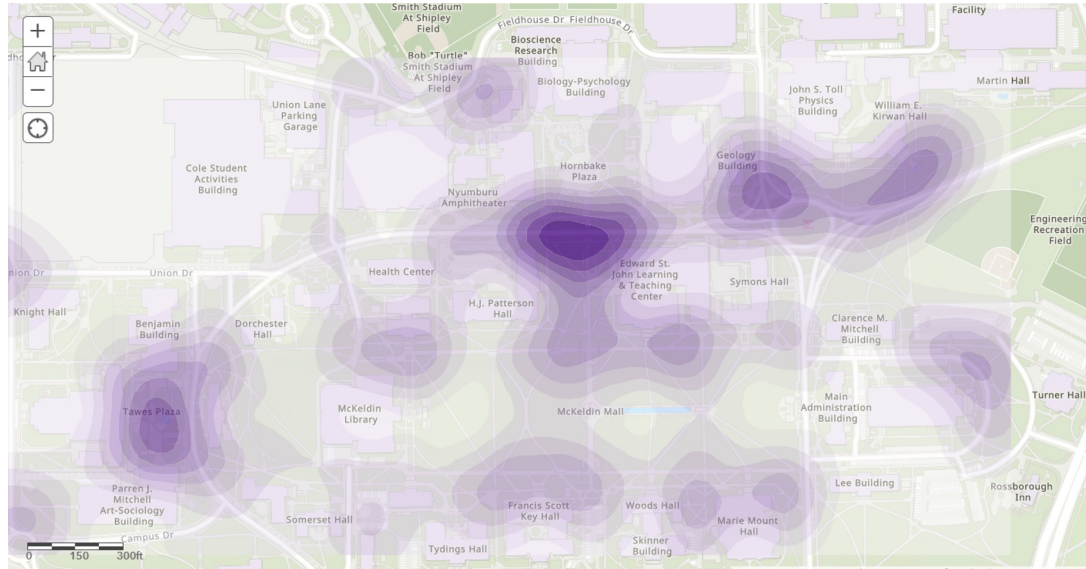 Smith Stadium
At Shipley
Field
Fieldhouse Dr Fieldhouse Dr
Facility
+
−
Bob "Turtle"
Smith Stadium
At Shipley
Field
Bioscience
Research
Building
Biology-Psychology
Building
John S. Toll
Physics
Building
Martin Hall
William E.
Kirwan Hall
Union Lane
Parking
Garage
Cole Student
Activities
Building
Hornbake
Plaza
Geology
Building
Nyumburu
Amphitheater
Engineering
Recreation
Field
Union Dr
Health Center
Edward St.
John Learning
& Teaching
Center
Symons Hall
Knight Hall
H.J. Patterson
Hall
Benjamin
Building
Dorchester
Hall
Clarence M.
Mitchell
Building
Turner Hall
Tawes Plaza
McKeldin
Library
McKeldin Mall
Main
Administration
Building
Parren J.
Mitchell
Art-Sociology
Building
Lee Building
Rossborough
Inn
Francis Scott
Key Hall
Woods Hall
Somerset Hall
Marie Mount
Hall
Campus Dr
Tydings Hall
Skinner
Building
0 150 300ft